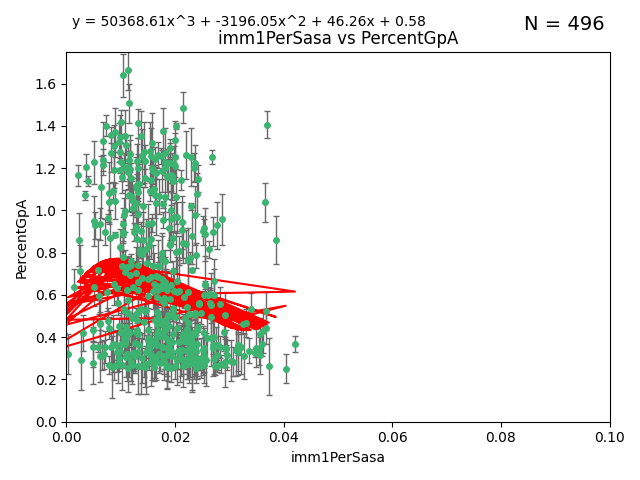 y = 50368.61x^3 + -3196.05x^2 + 46.26x + 0.58
N = 496
imm1PerSasa vs PercentGpA
PercentGpA
1.6
1.4
1.2
1.0
0.8
0.6
0.4
0.2
0.0
0.00 0.02 0.04 0.06 0.08 0.10
imm1PerSasa